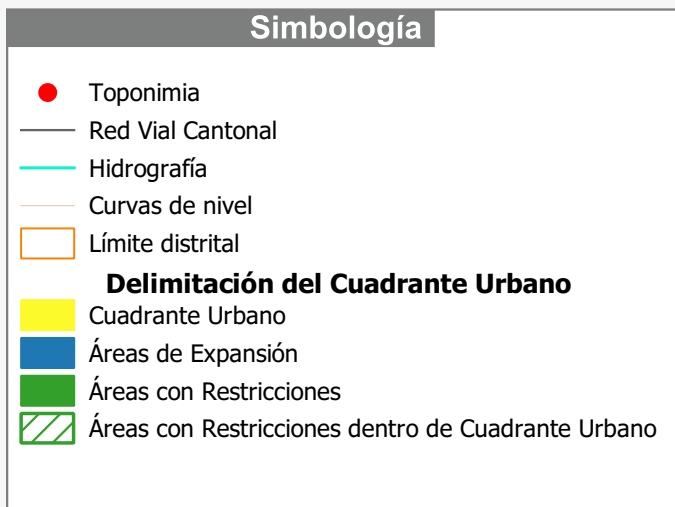 Simbología
Toponimia
Red Vial Cantonal
Hidrografía
Curvas de nivel
Límite distrital
Delimitación del Cuadrante Urbano
Cuadrante Urbano
Áreas de Expansión
Áreas con Restricciones
Áreas con Restricciones dentro de Cuadrante Urbano